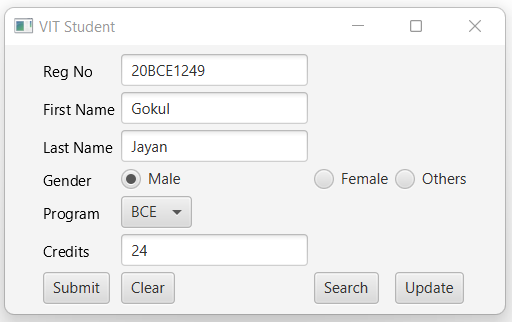 VIT Student
Reg No 20BCE1249
First Name Gokul
Last Name Jayan
Gender Male Female Others
Program BCE
Credits 24
Submit Clear Search Update